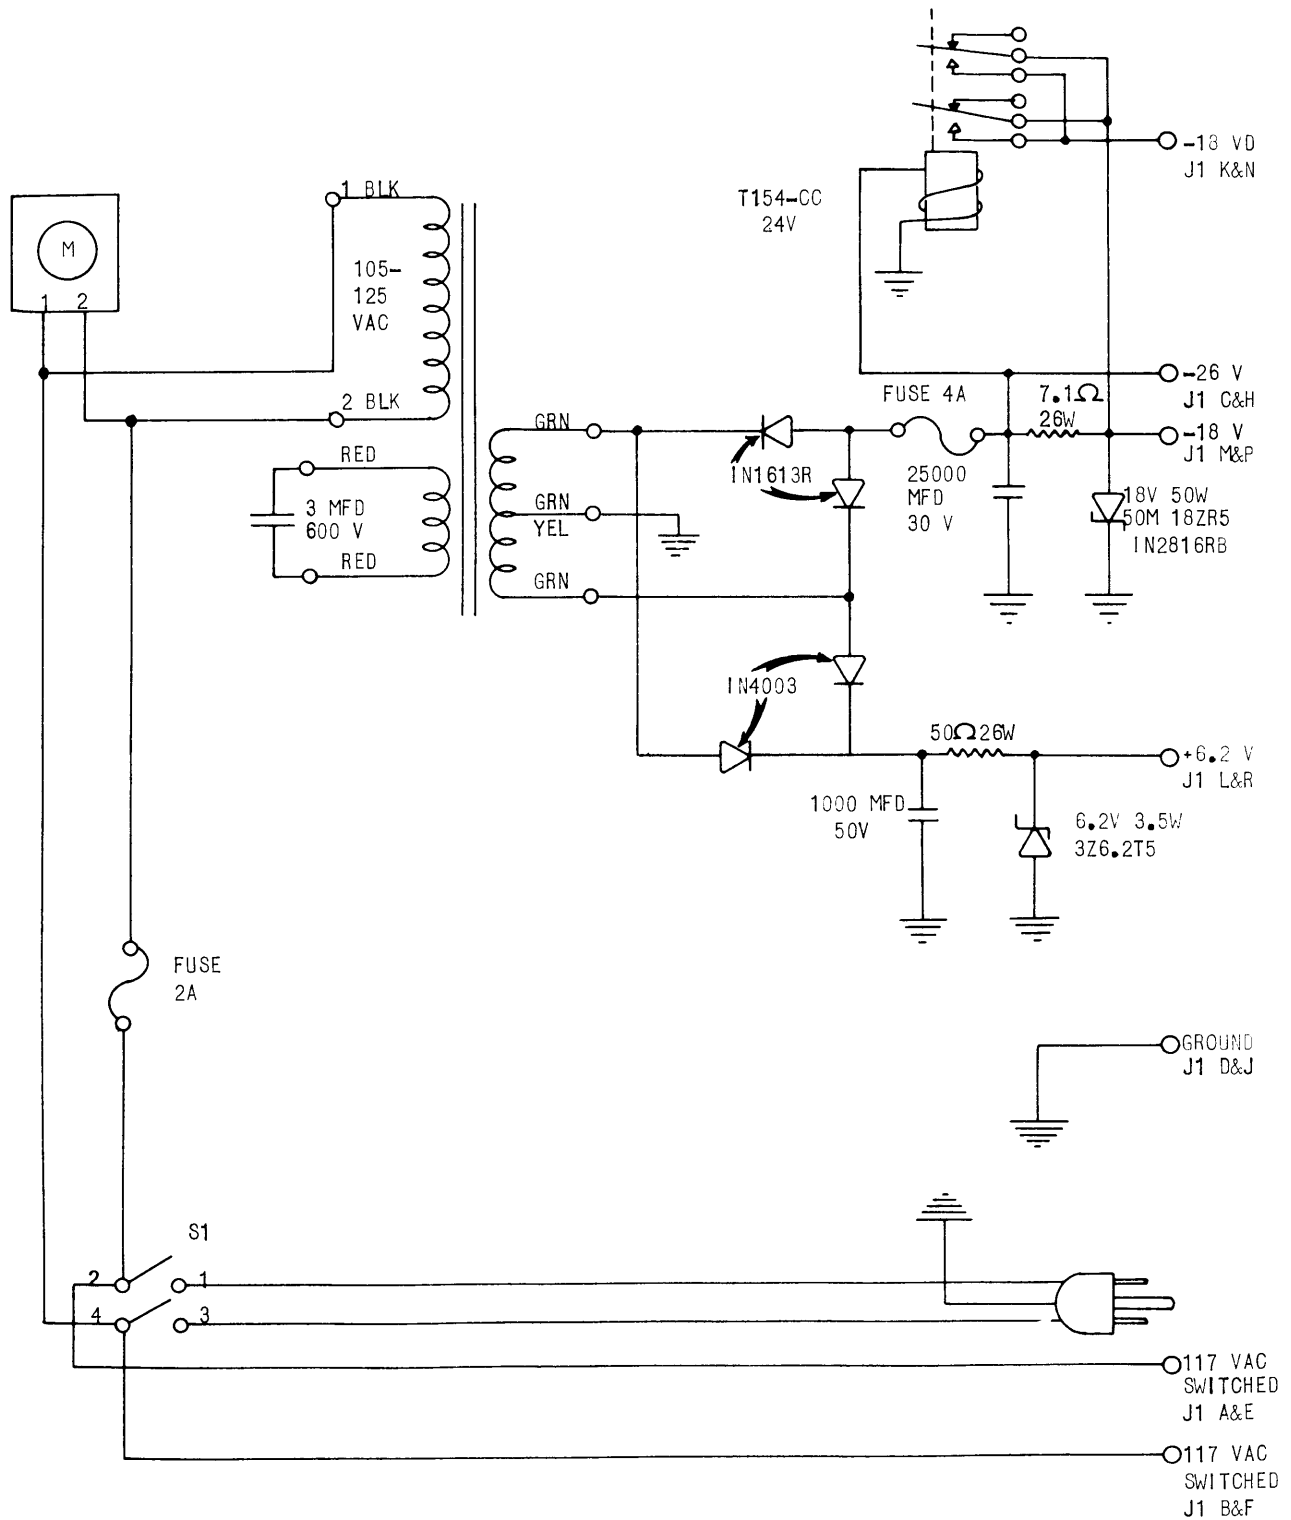 -18 VD
J1 K&N
T154-CC
24V
1 BLK
M
1 2
105-
125
VAC
2 BLK
-26 V
J1 C&H
FUSE 4A
7.1Ω
26W
-18 V
J1 M&P
GRN
RED
IN1613R
25000
MFD
30 V
18V 50W
50M 18ZR5
IN2816RB
3 MFD
600 V
GRN
YEL
RED
GRN
IN4003
50Ω 26W
+6.2 V
J1 L&R
1000 MFD
50V
6.2V 3.5W
3Z6.2T5
FUSE
2A
GROUND
J1 D&J
S1
2 1
4 3
117 VAC
SWITCHED
J1 A&E
117 VAC
SWITCHED
J1 B&F